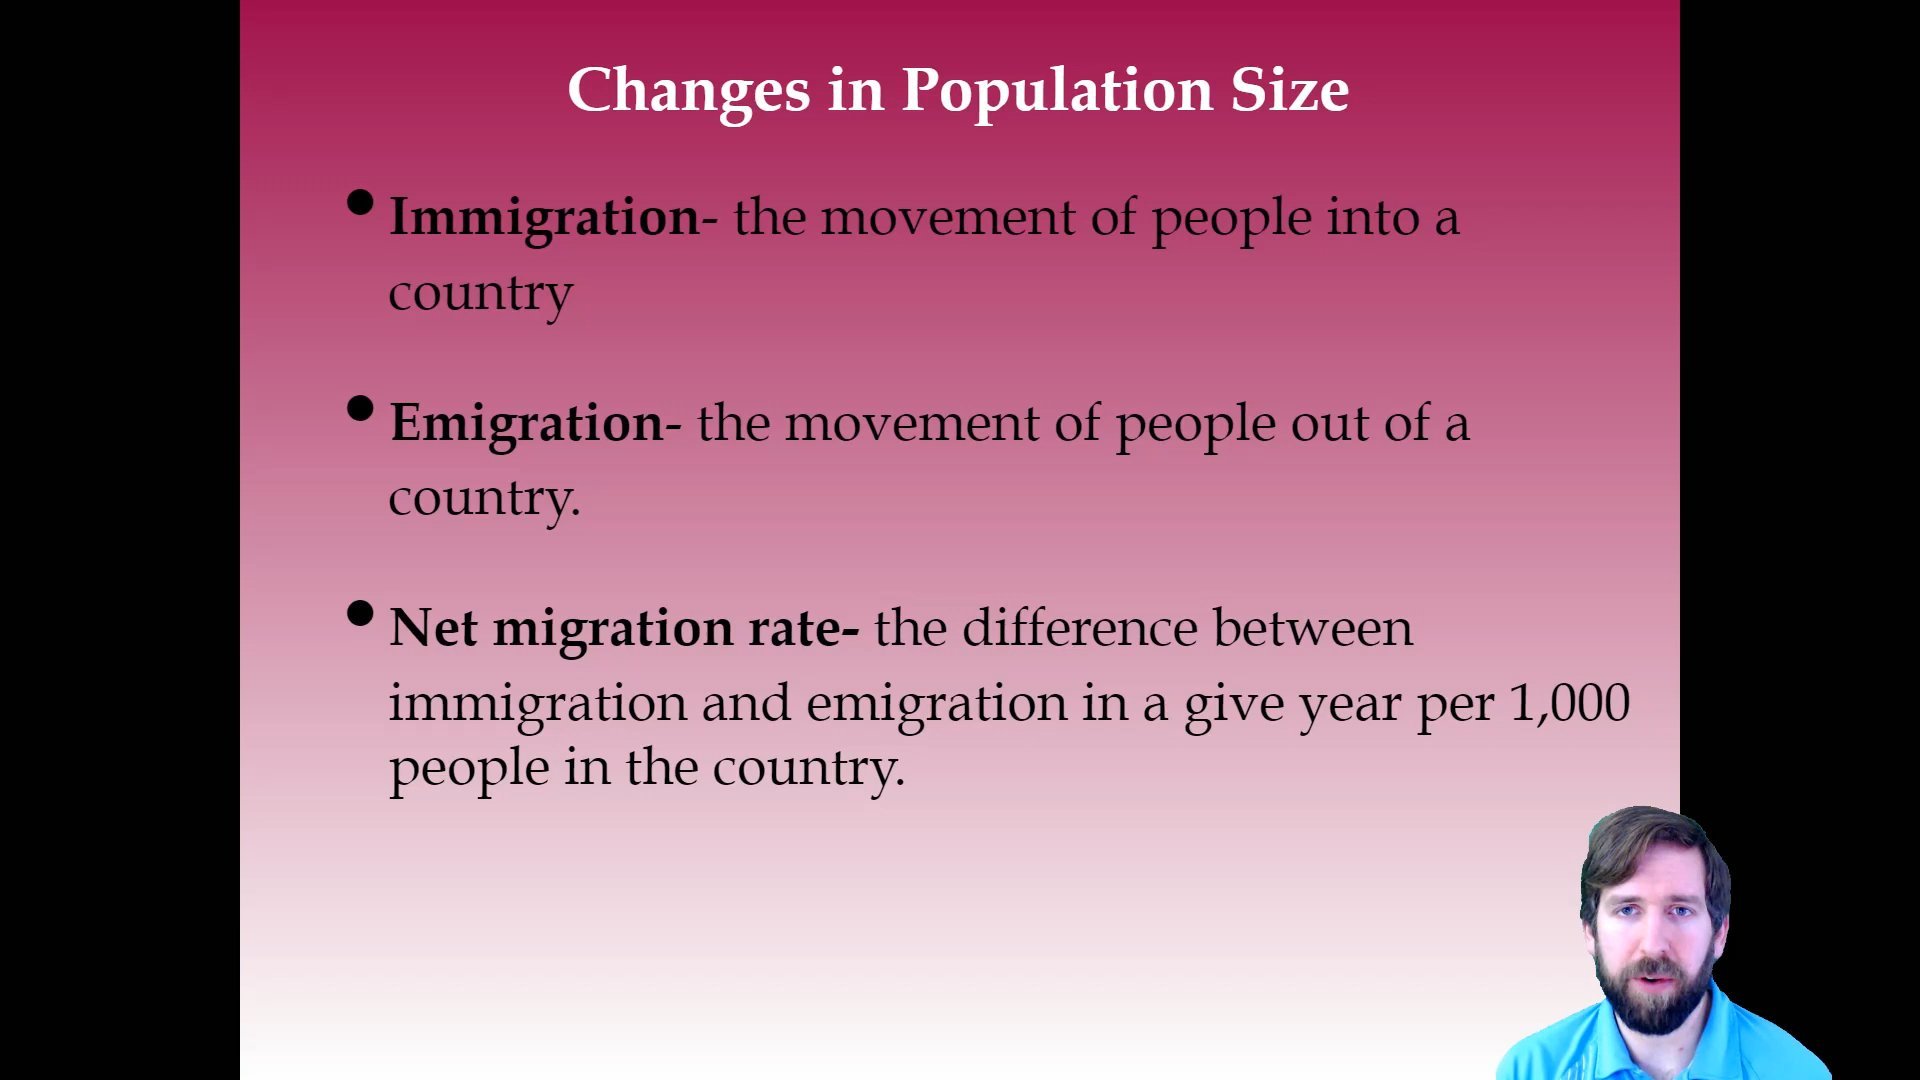 Changes in Population Size
• Immigration- the movement of people into a
country
• Emigration- the movement of people out of a
country.
• Net migration rate- the difference between
immigration and emigration in a give year per 1,000
people in the country.